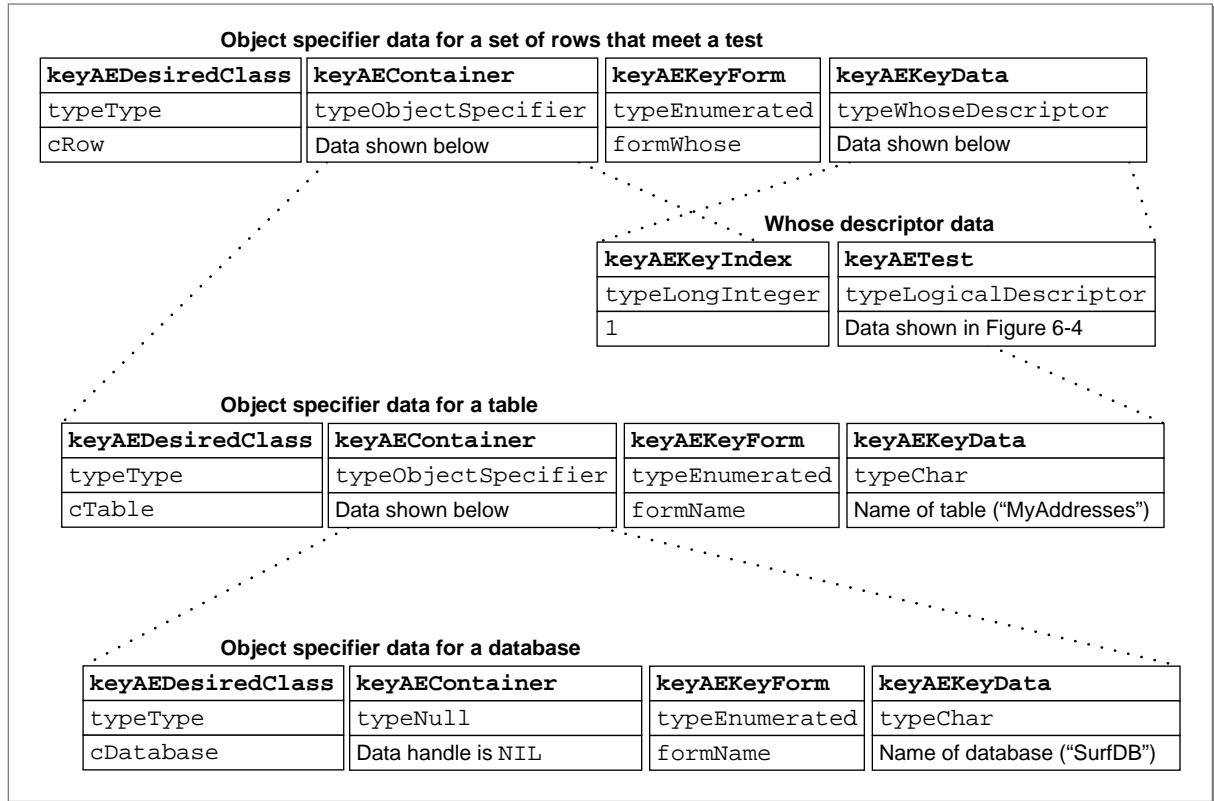 Object specifier data for a set of rows that meet a test
keyAEDesiredClass keyAEContainer keyAEKeyForm keyAEKeyData
typeType typeObjectSpecifier typeEnumerated typeWhoseDescriptor
cRow Data shown below formWhose Data shown below
Whose descriptor data
keyAEKeyIndex keyAETest
typeLongInteger typeLogicalDescriptor
1 Data shown in Figure 6-4
Object specifier data for a table
keyAEDesiredClass keyAEContainer keyAEKeyForm keyAEKeyData
typeType typeObjectSpecifier typeEnumerated typeChar
cTable Data shown below formName Name of table (“MyAddresses”)
Object specifier data for a database
keyAEDesiredClass keyAEContainer keyAEKeyForm keyAEKeyData
typeType typeNull typeEnumerated typeChar
cDatabase Data handle is NIL formName Name of database (“SurfDB”)